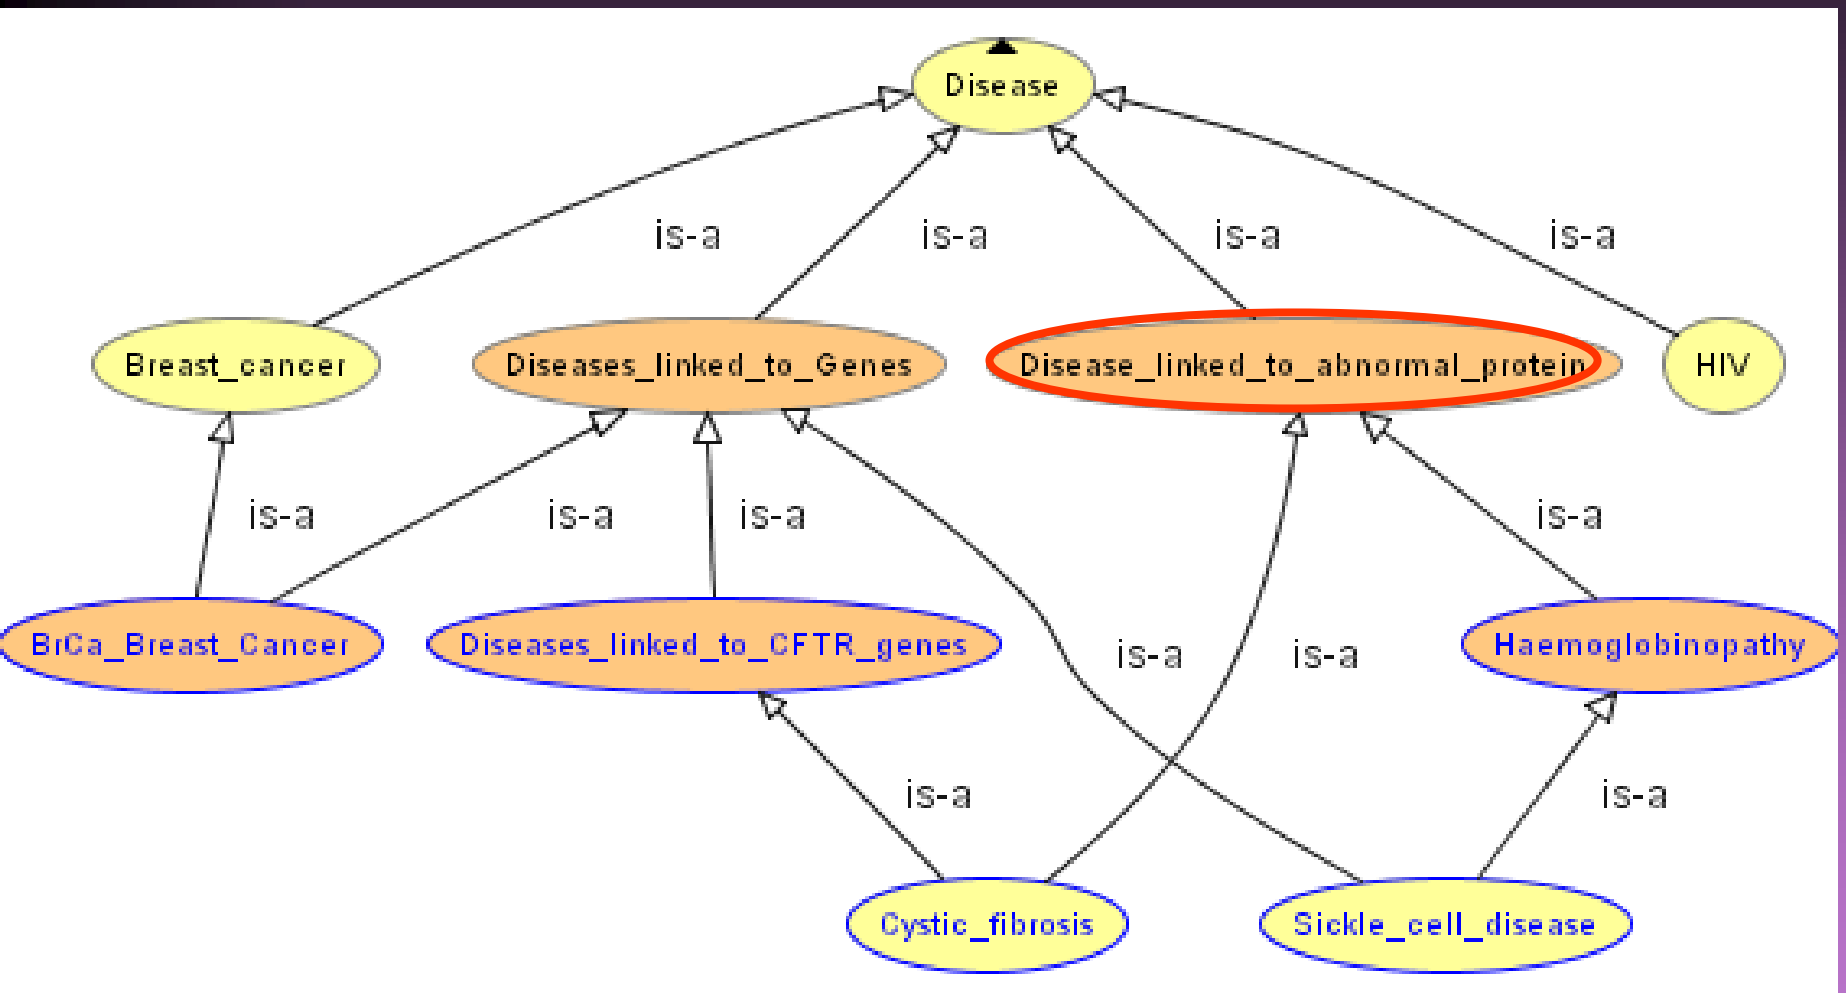 Disease
is-a is-a is-a is-a
Breast_cancer Diseases_linked_to_Genes Disease_linked_to_abnormal_protein HIV
is-a is-a is-a is-a
BrCa_Breast_Cancer Diseases_linked_to_CFTR_genes Haemoglobinopathy
is-a is-a
is-a is-a
Cystic_fibrosis Sickle_cell_disease